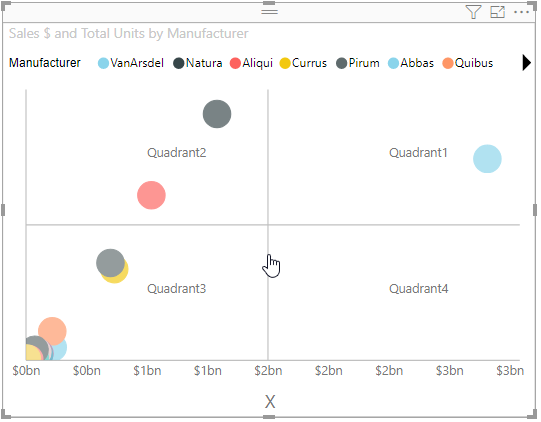 Sales $ and Total Units by Manufacturer
Manufacturer VanArsdel Natura Aliqui Currus Pirum Abbas Quibus
Quadrant2 Quadrant1
Quadrant3 Quadrant4
$0bn $0bn $1bn $1bn $2bn $2bn $2bn $3bn $3bn
X